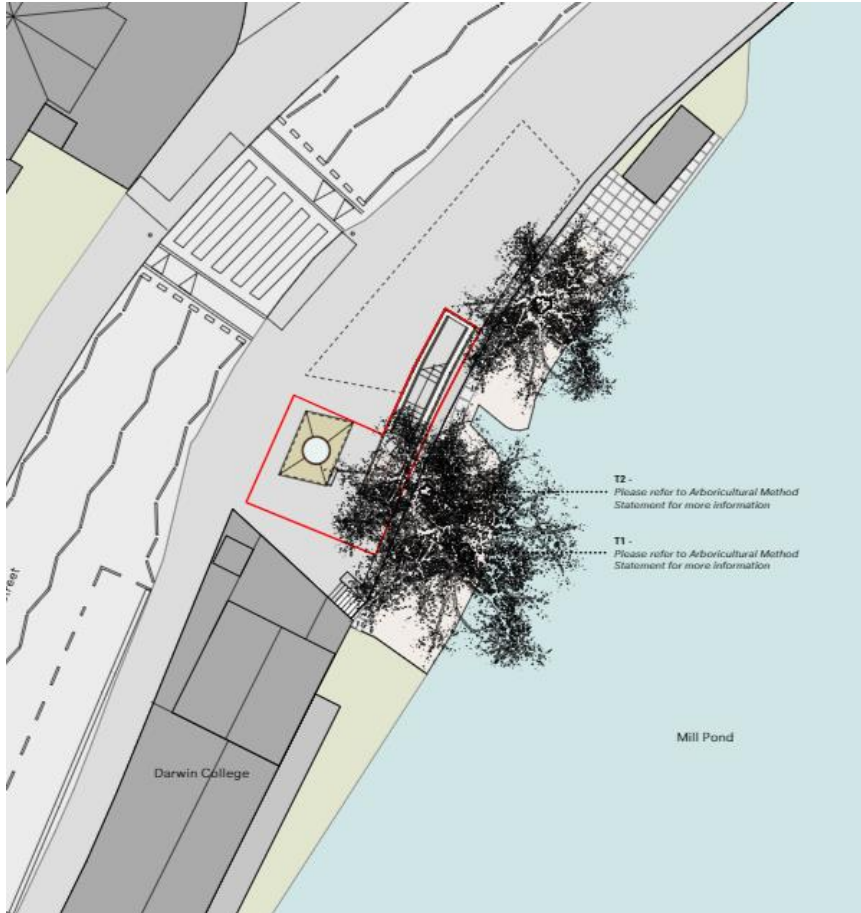 T2 -
Please refer to Arboricultural Method
Statement for more information
T1 -
Please refer to Arboricultural Method
Statement for more information
Street
Mill Pond
Darwin College